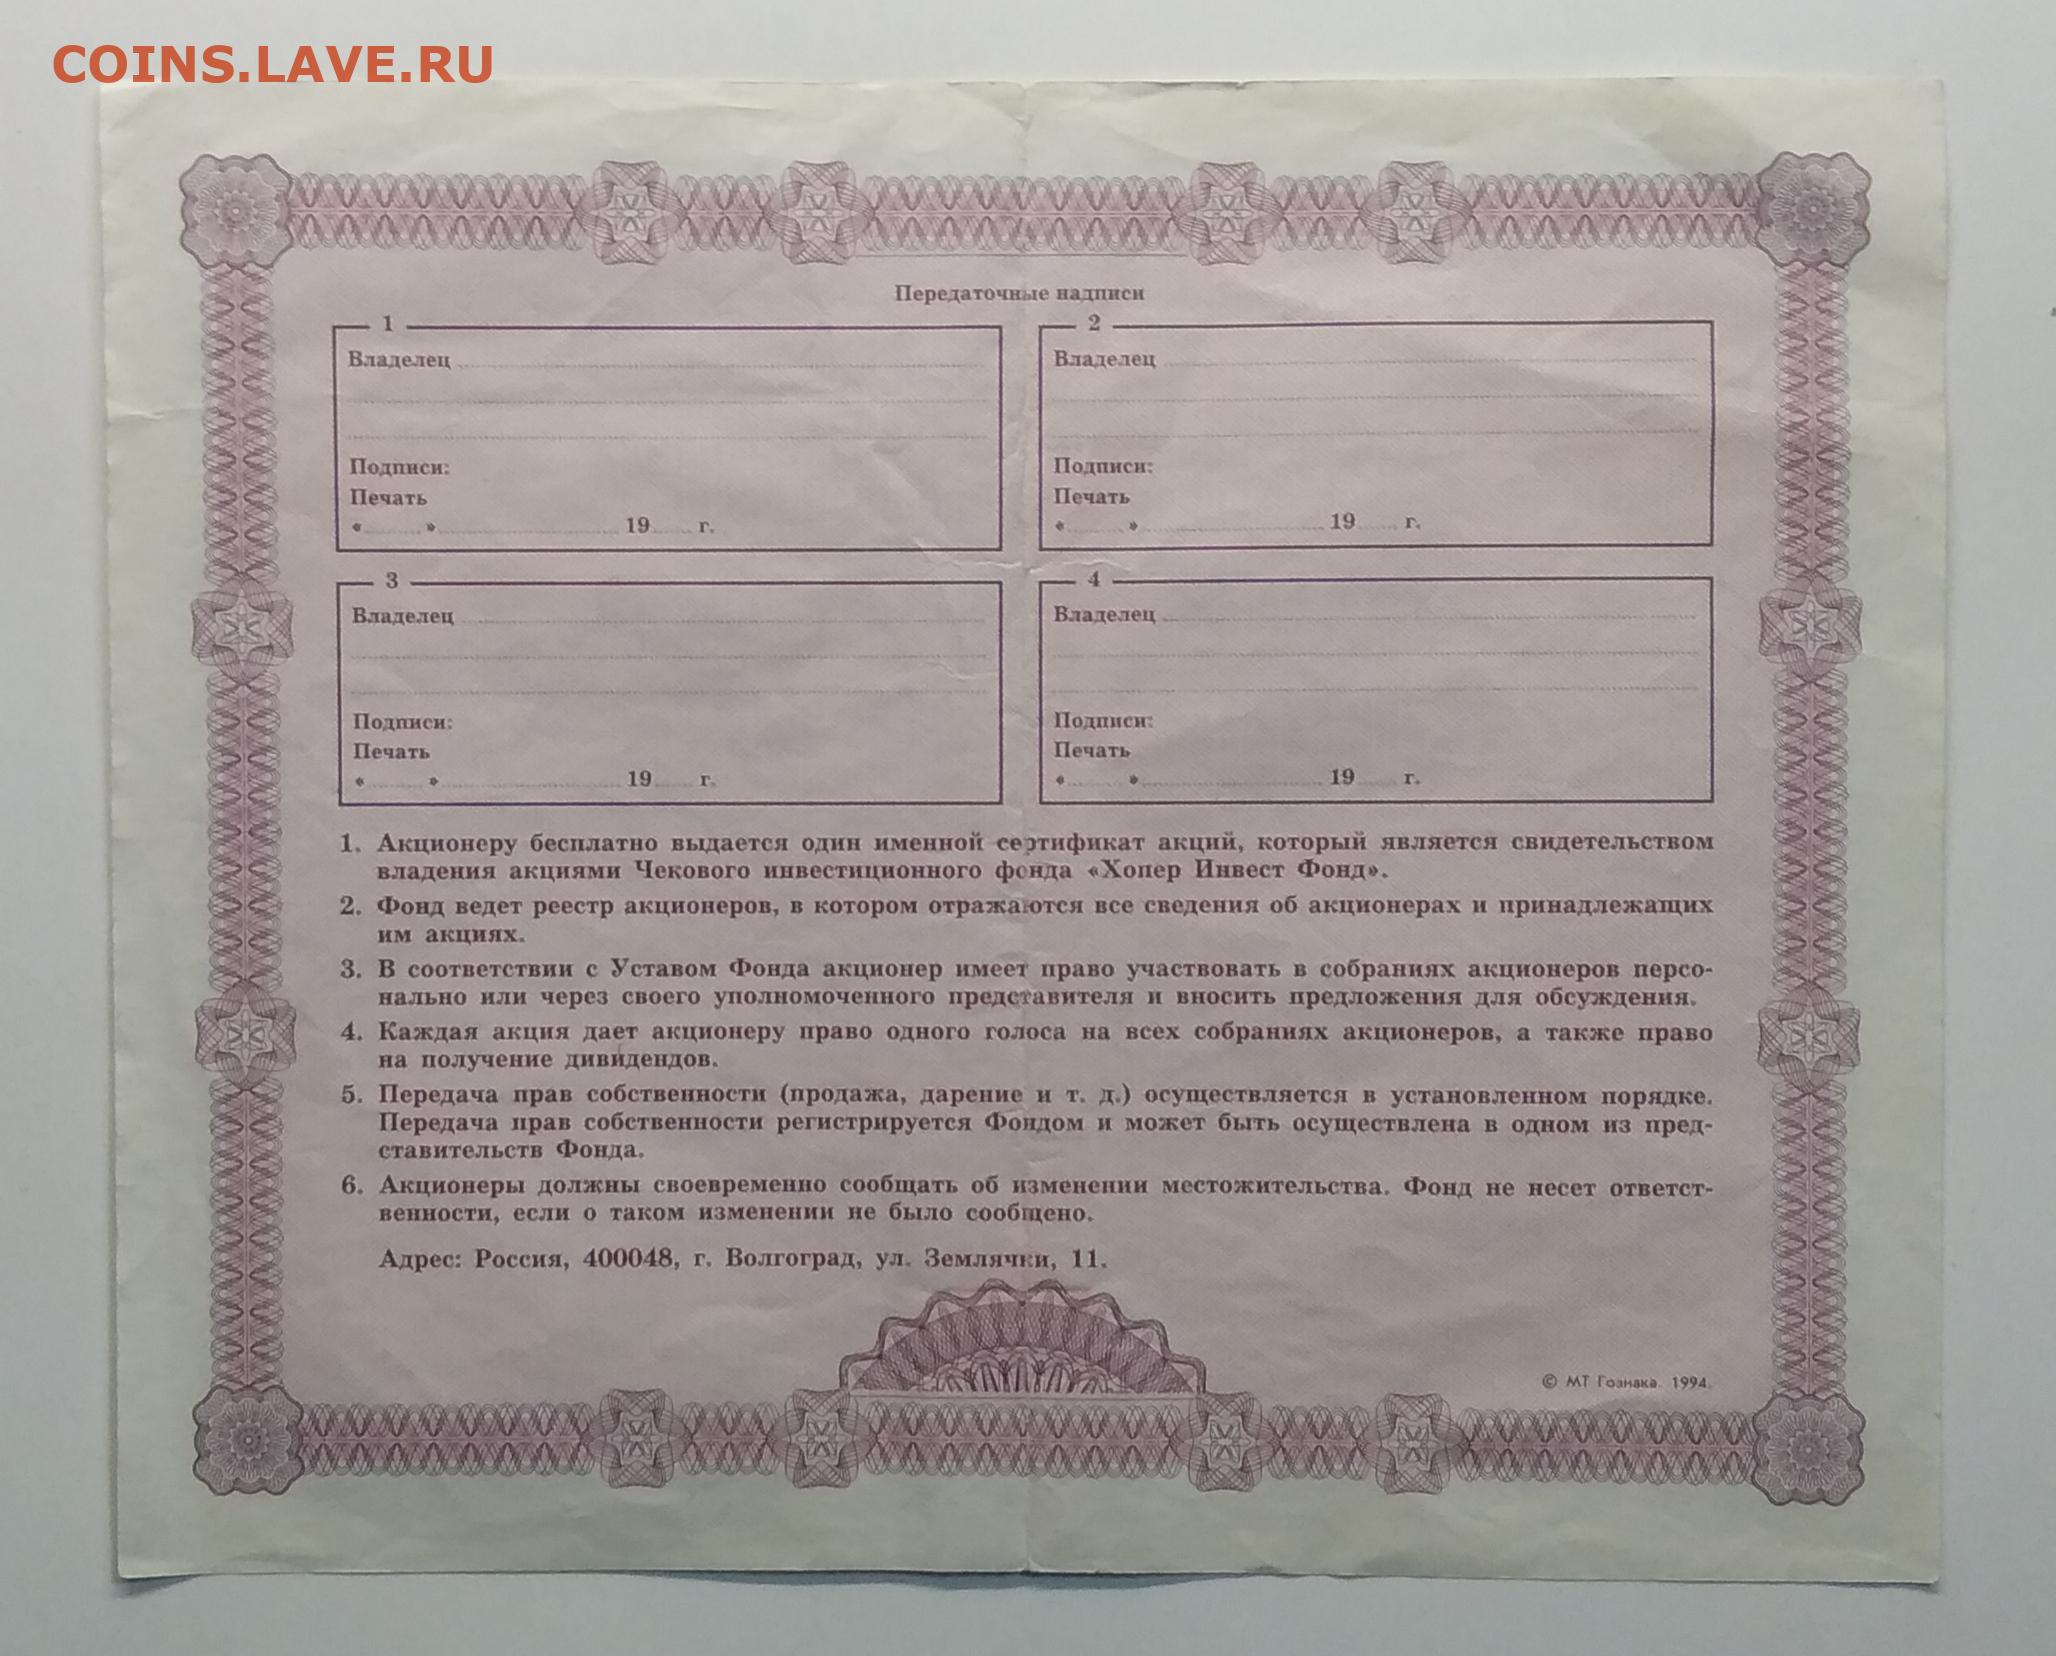 COINS.LAVE.RU
Передаточные надписи
1
Владелец
Подписи:
Печать
« » 19 г.
2
Владелец
Подписи:
Печать
« » 19 г.
3
Владелец
Подписи:
Печать
« » 19 г.
4
Владелец
Подписи:
Печать
« » 19 г.
1. Акционеру бесплатно выдается один именной сертификат акций, который является свидетельством
владения акциями Чекового инвестиционного фонда «Хопер Инвест Фонд».
2. Фонд ведет реестр акционеров, в котором отражаются все сведения об акционерах и принадлежащих
им акциях.
3. В соответствии с Уставом Фонда акционер имеет право участвовать в собраниях акционеров персо-
нально или через своего уполномоченного представителя и вносить предложения для обсуждения.
4. Каждая акция дает акционеру право одного голоса на всех собраниях акционеров, а также право
на получение дивидендов.
5. Передача прав собственности (продажа, дарение и т. д.) осуществляется в установленном порядке.
Передача прав собственности регистрируется Фондом и может быть осуществлена в одном из пред-
ставительств Фонда.
6. Акционеры должны своевременно сообщать об изменении местожительства. Фонд не несет ответст-
венности, если о таком изменении не было сообщено.
Адрес: Россия, 400048, г. Волгоград, ул. Землячки, 11.
© МТ Гознака. 1994.